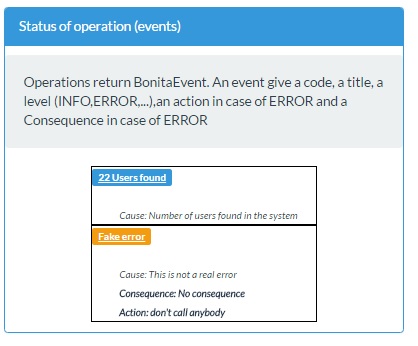 Status of operation (events)
Operations return BonitaEvent. An event give a code, a title, a
level (INFO,ERROR,...),an action in case of ERROR and a
Consequence in case of ERROR
22 Users found
Cause: Number of users found in the system
Fake error
Cause: This is not a real error
Consequence: No consequence
Action: don't call anybody